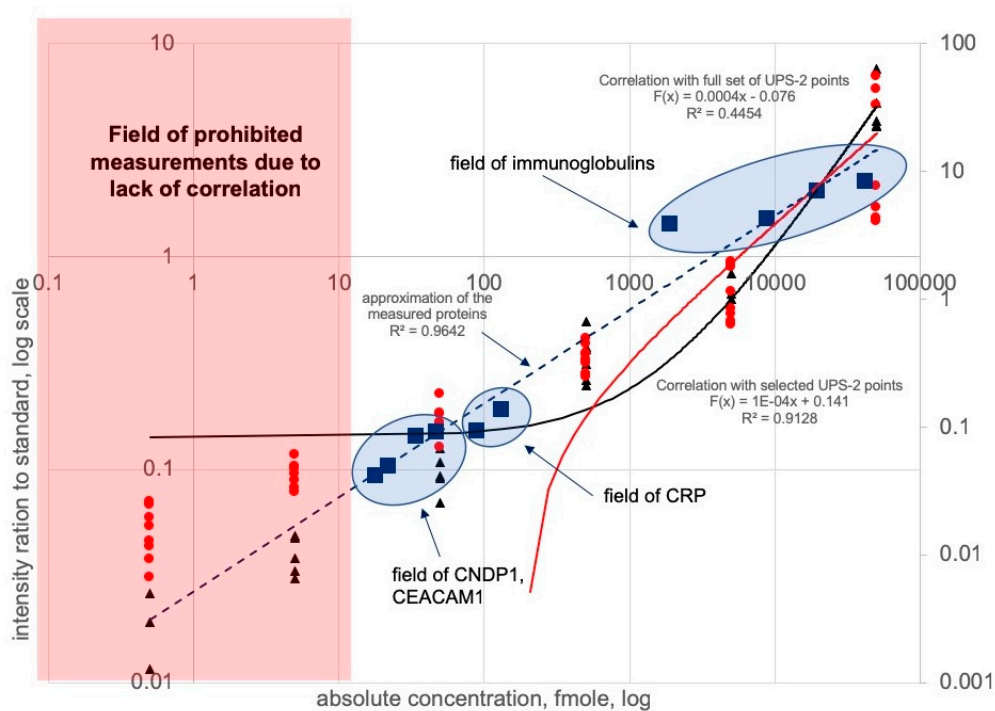 10
100
Field of prohibited
measurements due to
lack of correlation
Correlation with full set of UPS-2 points
F(x) = 0.0004x - 0.076
R² = 0.4454
field of immunoglobulins
10
1
0.1
1
10
100
1000
10000
100000
1
approximation of the
measured proteins
R² = 0.9642
Correlation with selected UPS-2 points
F(x) = 1E-04x + 0.141
R² = 0.9128
0.1
0.1
field of CRP
field of CNDP1,
CEACAM1
0.01
0.01
0.001
intensity ration to standard, log scale
absolute concentration, fmole, log